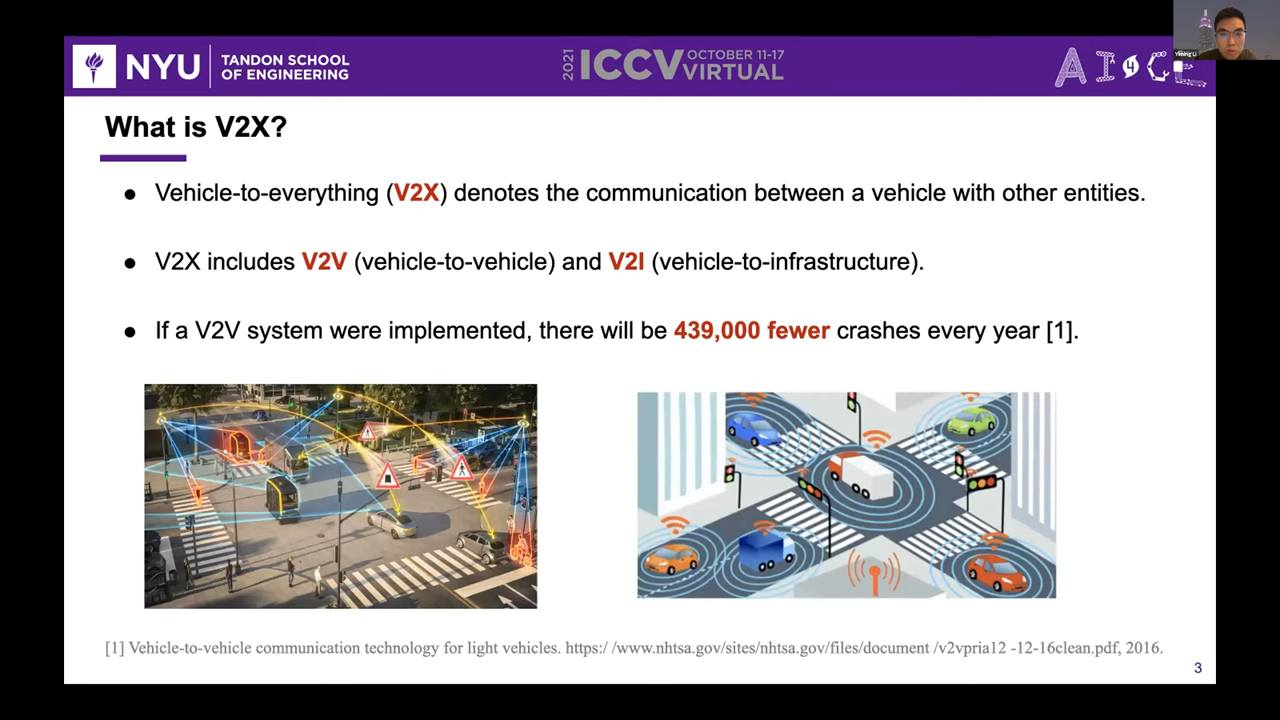 NYU
TANDON SCHOOL
OF ENGINEERING
2021
ICCV
OCTOBER 11-17
VIRTUAL
AI4CE
Yiming Li
What is V2X?
● Vehicle-to-everything (V2X) denotes the communication between a vehicle with other entities.
● V2X includes V2V (vehicle-to-vehicle) and V2I (vehicle-to-infrastructure).
● If a V2V system were implemented, there will be 439,000 fewer crashes every year [1].
[1] Vehicle-to-vehicle communication technology for light vehicles. https:/ /www.nhtsa.gov/sites/nhtsa.gov/files/document /v2vpria12 -12-16clean.pdf, 2016.
3